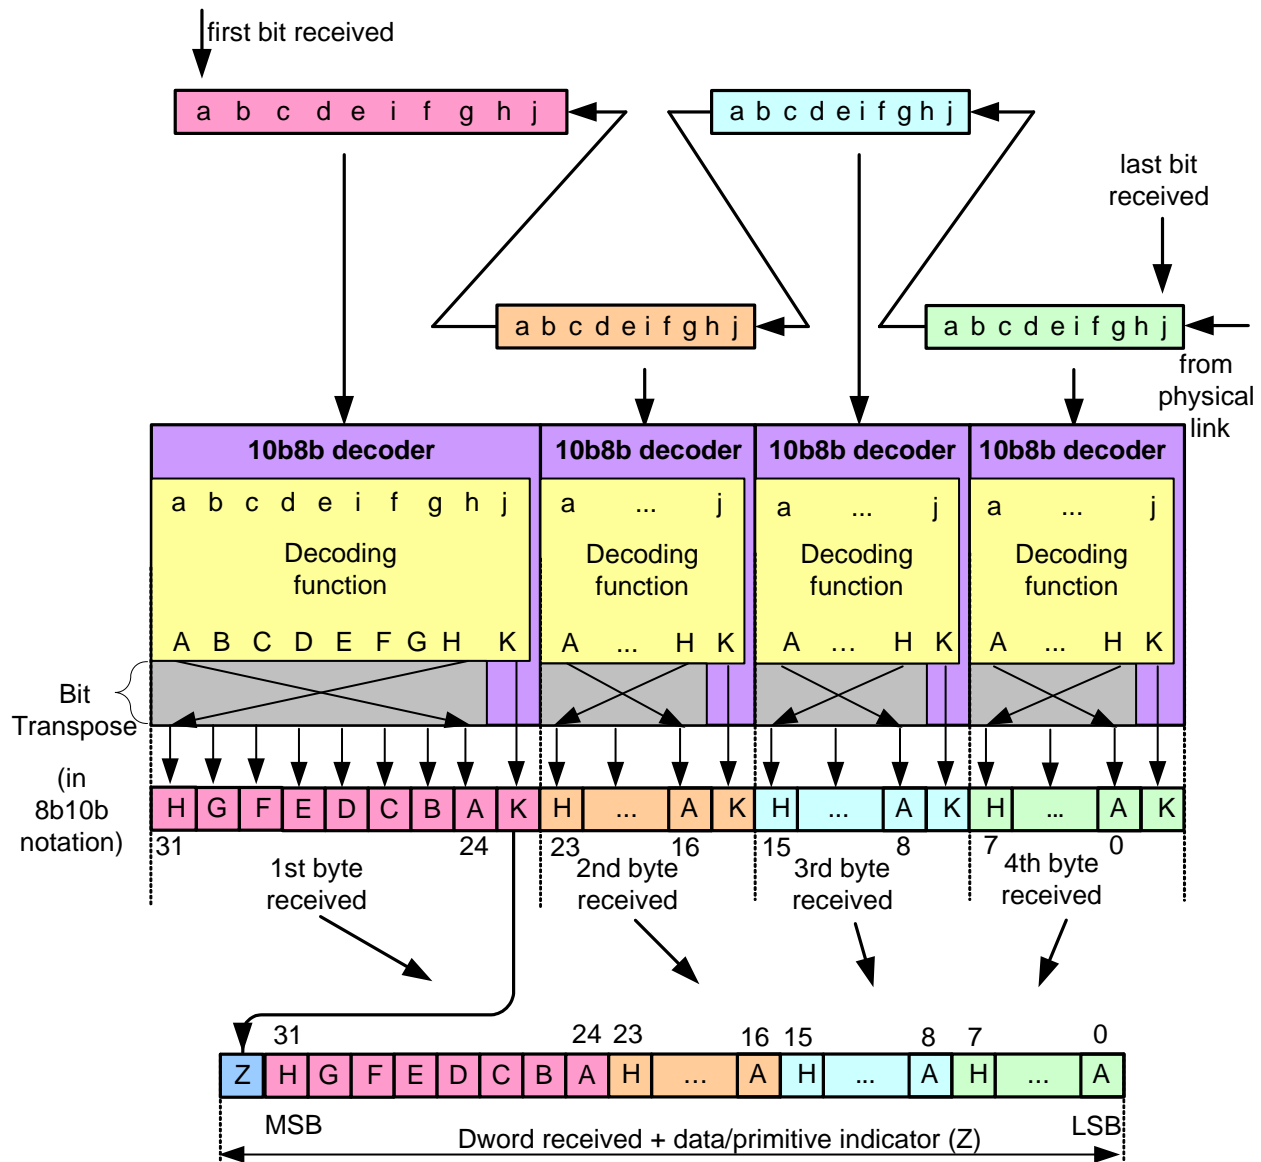 first bit received
a b c d e i f g h j
a b c d e i f g h j
last bit
received
a b c d e i f g h j
a b c d e i f g h j
from
physical
link
10b8b decoder 10b8b decoder 10b8b decoder 10b8b decoder
a b c d e i f g h j a ... j a ... j a ... j
Decoding
function
Decoding
function
Decoding
function
Decoding
function
A B C D E F G H K A ... H K A ... H K A ... H K
Bit
Transpose
(in
8b10b
notation)
H G F E D C B A K H ... A K H ... A K H ... A K
31 24 23 16 15 8 7 0
1st byte
received
2nd byte
received
3rd byte
received
4th byte
received
31 24 23 16 15 8 7 0
Z H G F E D C B A H ... A H ... A H ... A
MSB LSB
Dword received + data/primitive indicator (Z)